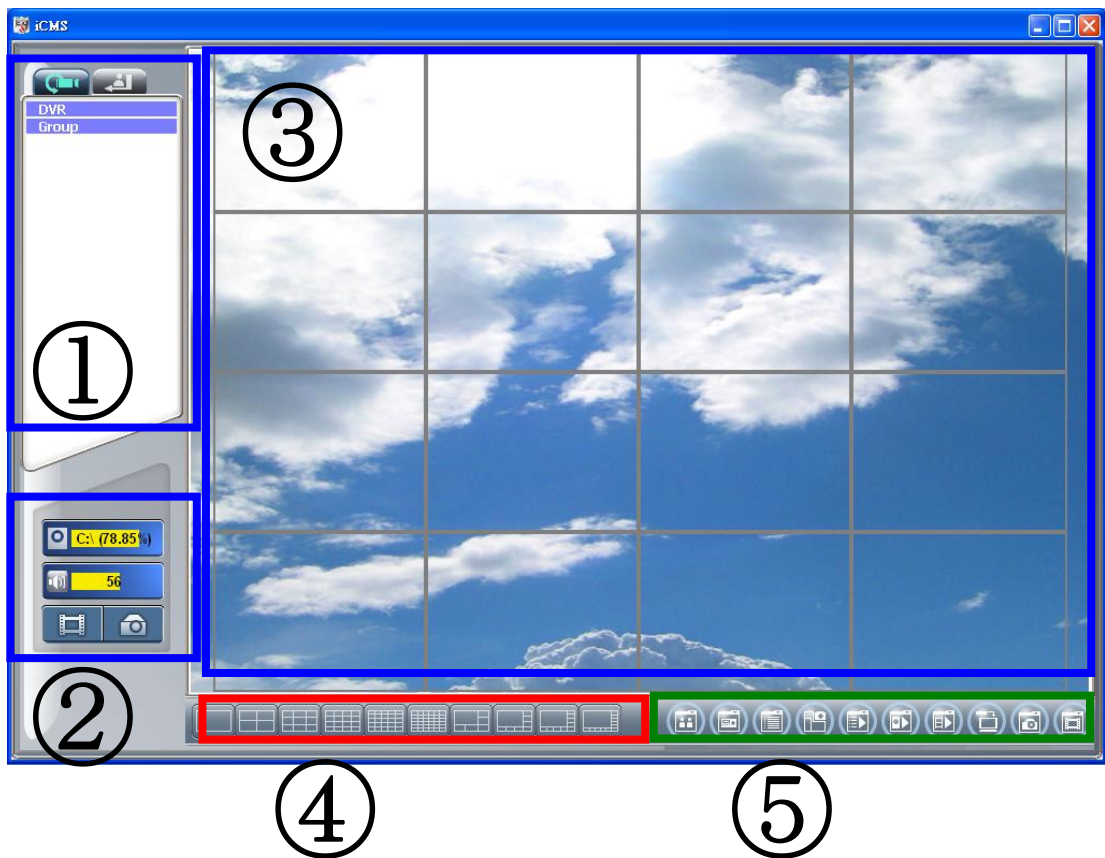 iCMS
DVR
Group
①
③
C:\ (78.85%)
56
②
④
⑤